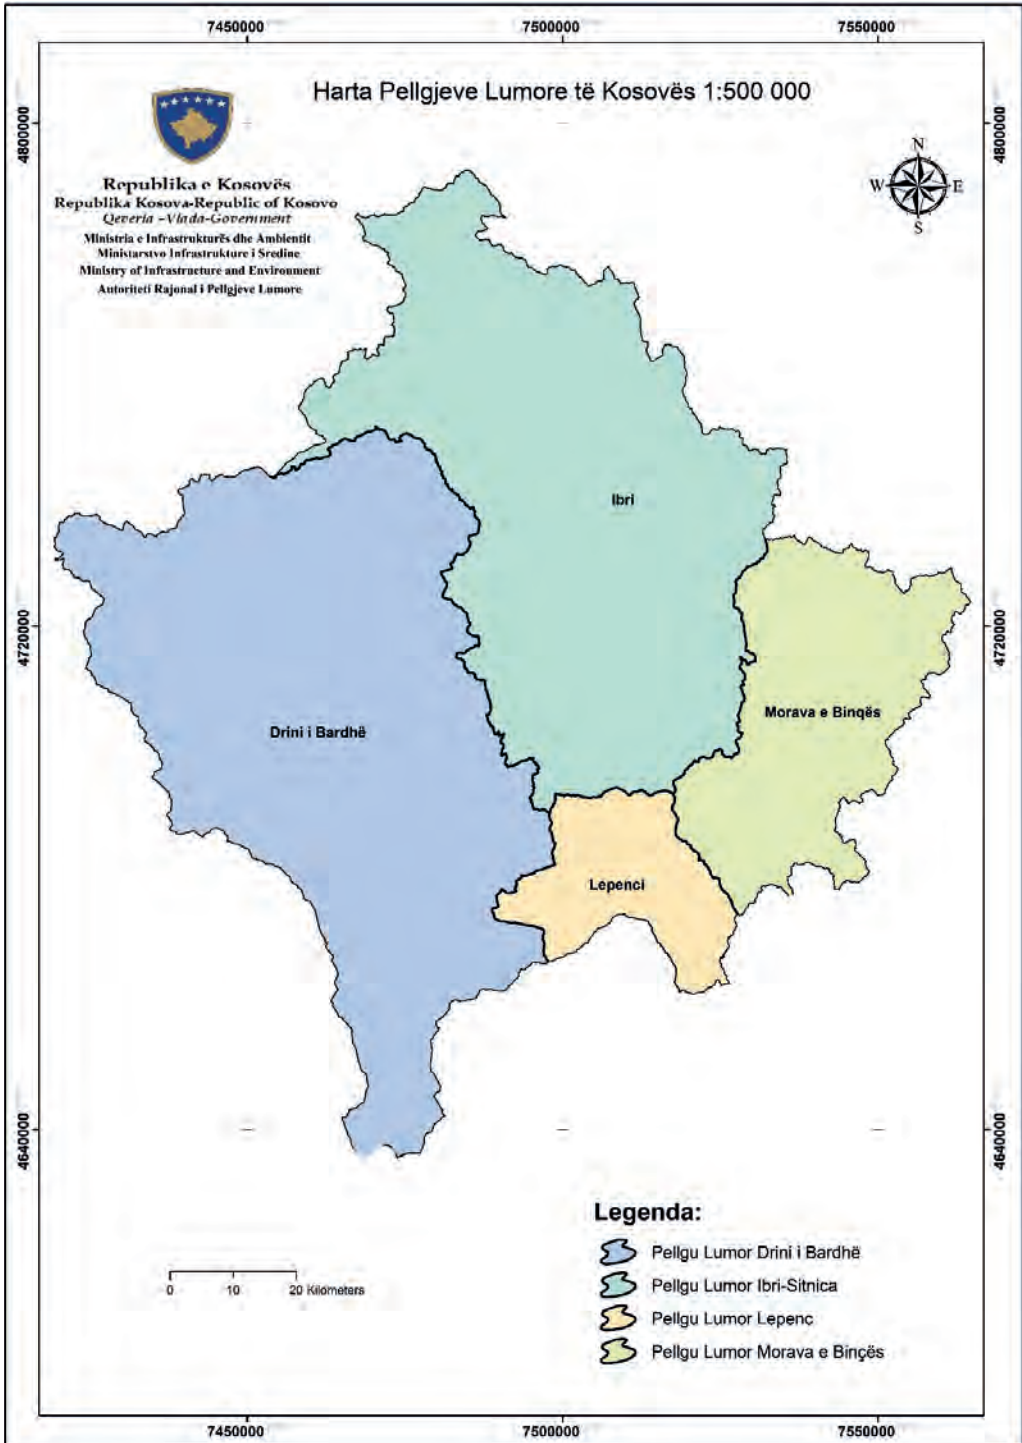 7450000 7500000 7550000
Harta Pellgjeve Lumore të Kosovës 1:500 000
4800000 4800000
N
W E
S
Republika e Kosovës
Republika Kosova-Republic of Kosovo
Qeveria –Vlada-Government
Ministria e Infrastrukturës dhe Ambientit
Ministarstvo Infrastrukture i Sredine
Ministry of Infrastructure and Environment
Autoriteti Rajonal i Pellgjeve Lumore
Ibri
4720000 4720000
Morava e Binçës
Drini i Bardhë
Lepenci
4640000 4640000
Legenda:
Pellgu Lumor Drini i Bardhë
Pellgu Lumor Ibri-Sitnica
Pellgu Lumor Lepenc
Pellgu Lumor Morava e Binçës
0 10 20 Kilometers
7450000 7500000 7550000